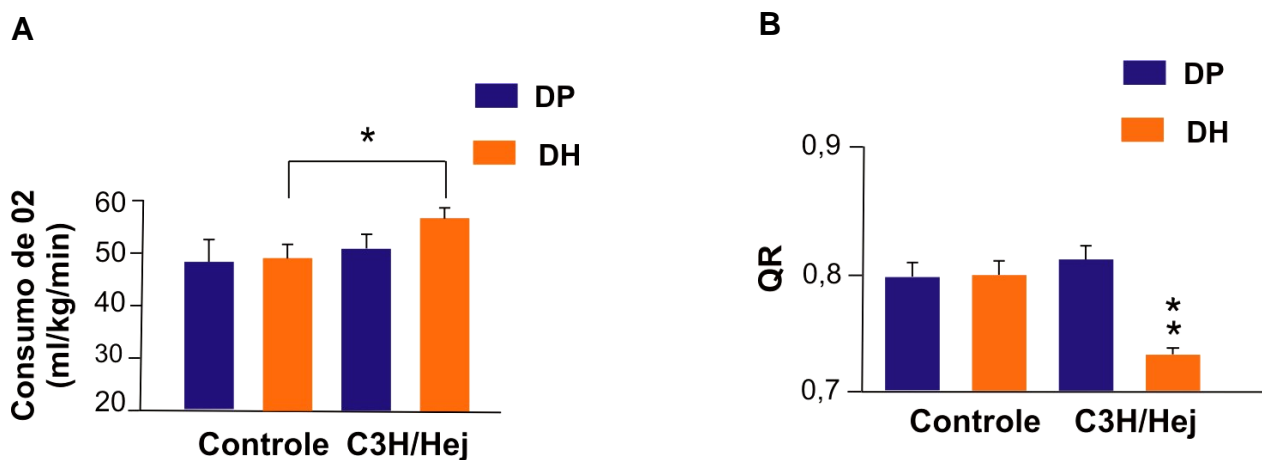 A
DP
DH
*
Consumo de 02
(ml/kg/min)
60
50
40
30
20
Controle C3H/Hej
B
DP
DH
QR
0,9
0,8
0,7
*
*
Controle C3H/Hej